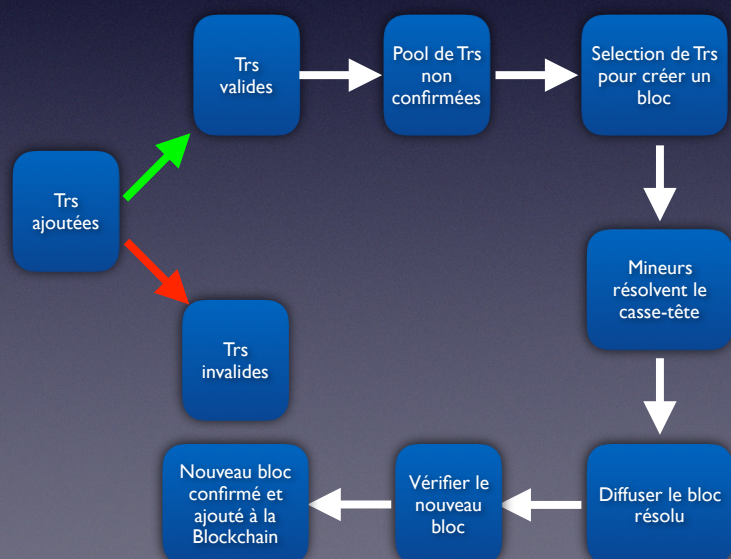 Trs
ajoutées
Trs
valides
Pool de Trs
non
confirmées
Selection de Trs
pour créer un
bloc
Mineurs
résolvent le
casse-tête
Trs
invalides
Diffuser le bloc
résolu
Vérifier le
nouveau
bloc
Nouveau bloc
confirmé et
ajouté à la
Blockchain